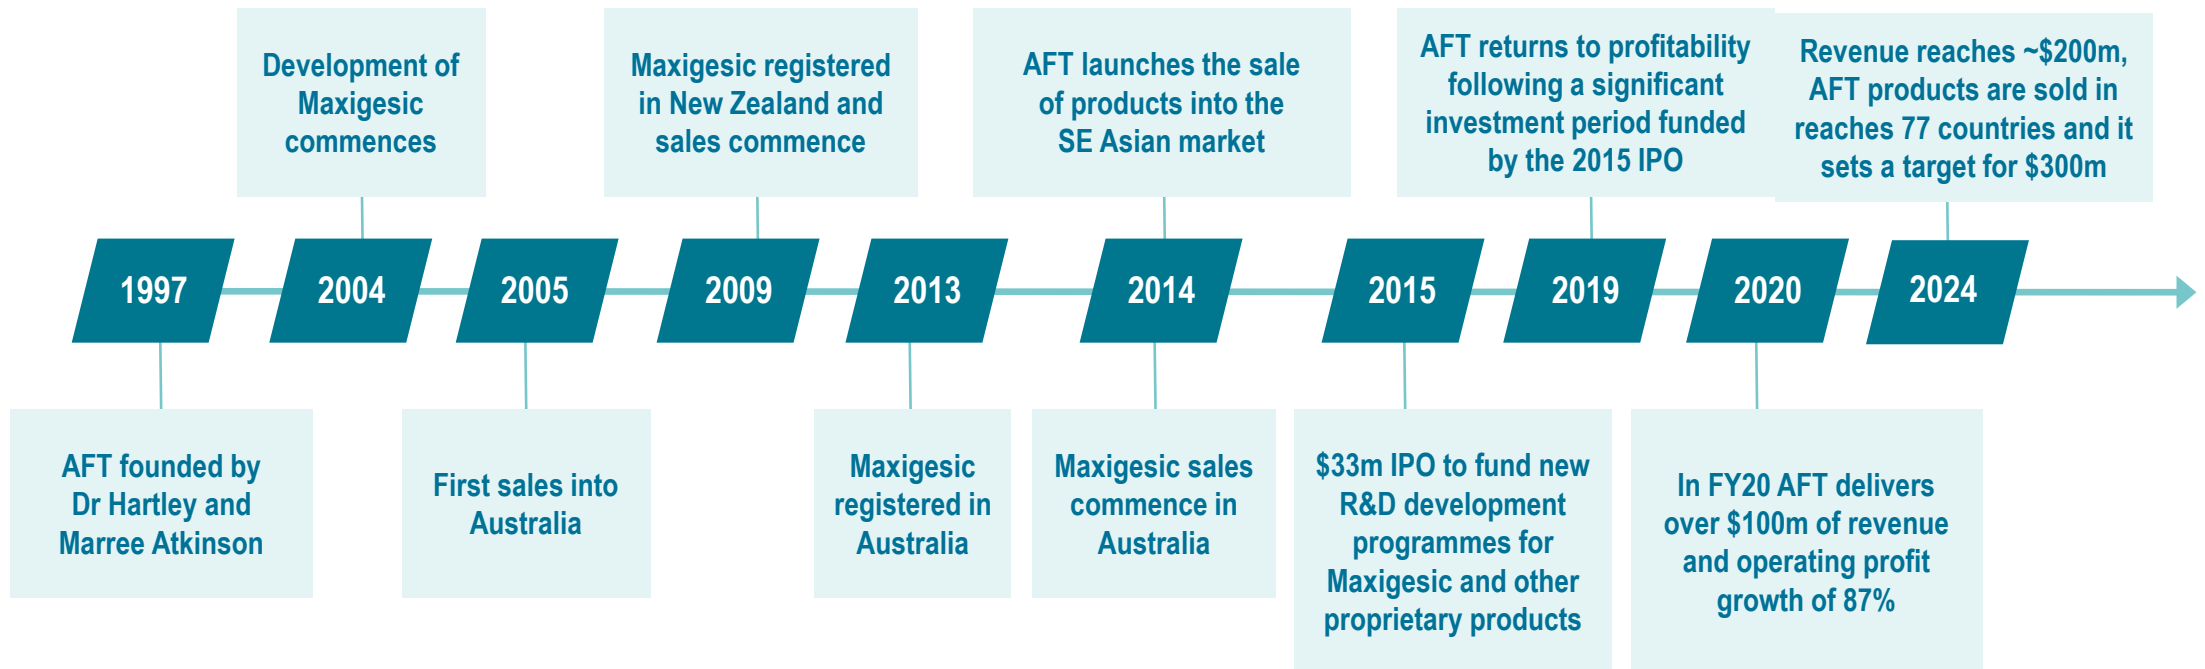 Development of
Maxigesic
commences
Maxigesic registered
in New Zealand and
sales commence
AFT launches the sale
of products into the
SE Asian market
AFT returns to profitability
following a significant
investment period funded
by the 2015 IPO
Revenue reaches ~$200m,
AFT products are sold in
reaches 77 countries and it
sets a target for $300m
1997
2004
2005
2009
2013
2014
2015
2019
2020
2024
AFT founded by
Dr Hartley and
Marree Atkinson
First sales into
Australia
Maxigesic
registered in
Australia
Maxigesic sales
commence in
Australia
$33m IPO to fund new
R&D development
programmes for
Maxigesic and other
proprietary products
In FY20 AFT delivers
over $100m of revenue
and operating profit
growth of 87%